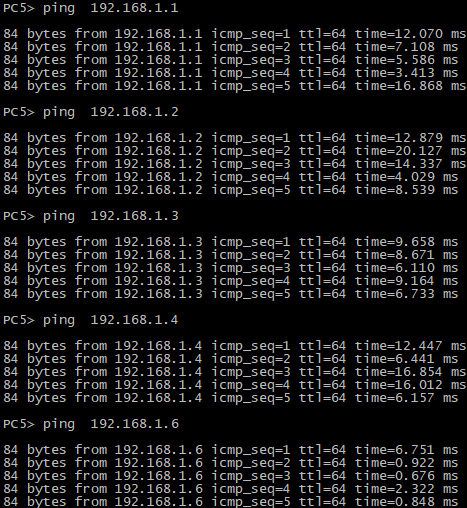 PC5> ping  192.168.1.1
84 bytes from 192.168.1.1 icmp_seq=1 ttl=64 time=12.070 ms
84 bytes from 192.168.1.1 icmp_seq=2 ttl=64 time=7.108 ms
84 bytes from 192.168.1.1 icmp_seq=3 ttl=64 time=5.586 ms
84 bytes from 192.168.1.1 icmp_seq=4 ttl=64 time=3.413 ms
84 bytes from 192.168.1.1 icmp_seq=5 ttl=64 time=16.868 ms
PC5> ping  192.168.1.2
84 bytes from 192.168.1.2 icmp_seq=1 ttl=64 time=12.879 ms
84 bytes from 192.168.1.2 icmp_seq=2 ttl=64 time=20.127 ms
84 bytes from 192.168.1.2 icmp_seq=3 ttl=64 time=14.337 ms
84 bytes from 192.168.1.2 icmp_seq=4 ttl=64 time=4.029 ms
84 bytes from 192.168.1.2 icmp_seq=5 ttl=64 time=8.539 ms
PC5> ping  192.168.1.3
84 bytes from 192.168.1.3 icmp_seq=1 ttl=64 time=9.658 ms
84 bytes from 192.168.1.3 icmp_seq=2 ttl=64 time=8.671 ms
84 bytes from 192.168.1.3 icmp_seq=3 ttl=64 time=6.110 ms
84 bytes from 192.168.1.3 icmp_seq=4 ttl=64 time=9.164 ms
84 bytes from 192.168.1.3 icmp_seq=5 ttl=64 time=6.733 ms
PC5> ping  192.168.1.4
84 bytes from 192.168.1.4 icmp_seq=1 ttl=64 time=12.447 ms
84 bytes from 192.168.1.4 icmp_seq=2 ttl=64 time=6.441 ms
84 bytes from 192.168.1.4 icmp_seq=3 ttl=64 time=16.854 ms
84 bytes from 192.168.1.4 icmp_seq=4 ttl=64 time=16.012 ms
84 bytes from 192.168.1.4 icmp_seq=5 ttl=64 time=6.157 ms
PC5> ping  192.168.1.6
84 bytes from 192.168.1.6 icmp_seq=1 ttl=64 time=6.751 ms
84 bytes from 192.168.1.6 icmp_seq=2 ttl=64 time=0.922 ms
84 bytes from 192.168.1.6 icmp_seq=3 ttl=64 time=0.676 ms
84 bytes from 192.168.1.6 icmp_seq=4 ttl=64 time=2.322 ms
84 bytes from 192.168.1.6 icmp_seq=5 ttl=64 time=0.848 ms